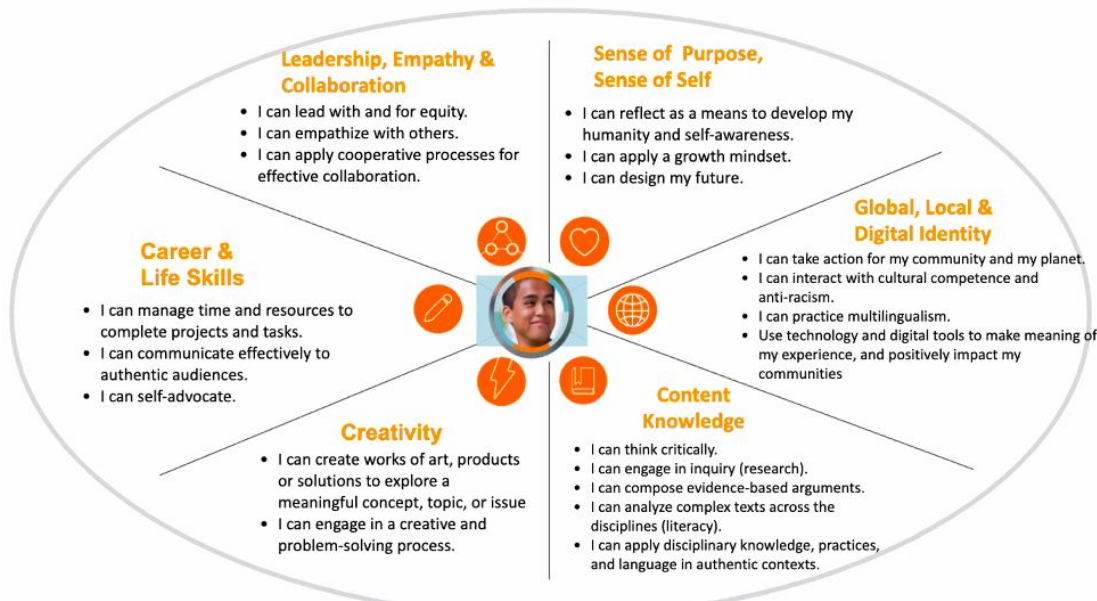 Leadership, Empathy &
Collaboration
• I can lead with and for equity.
• I can empathize with others.
• I can apply cooperative processes for
effective collaboration.
Sense of Purpose,
Sense of Self
• I can reflect as a means to develop my
humanity and self-awareness.
• I can apply a growth mindset.
• I can design my future.
Global, Local &
Digital Identity
• I can take action for my community and my planet.
• I can interact with cultural competence and
anti-racism.
• I can practice multilingualism.
• Use technology and digital tools to make meaning of
my experience, and positively impact my
communities
Content
Knowledge
• I can think critically.
• I can engage in inquiry (research).
• I can compose evidence-based arguments.
• I can analyze complex texts across the
disciplines (literacy).
• I can apply disciplinary knowledge, practices,
and language in authentic contexts.
Creativity
• I can create works of art, products
or solutions to explore a
meaningful concept, topic, or issue
• I can engage in a creative and
problem-solving process.
Career &
Life Skills
• I can manage time and resources to
complete projects and tasks.
• I can communicate effectively to
authentic audiences.
• I can self-advocate.